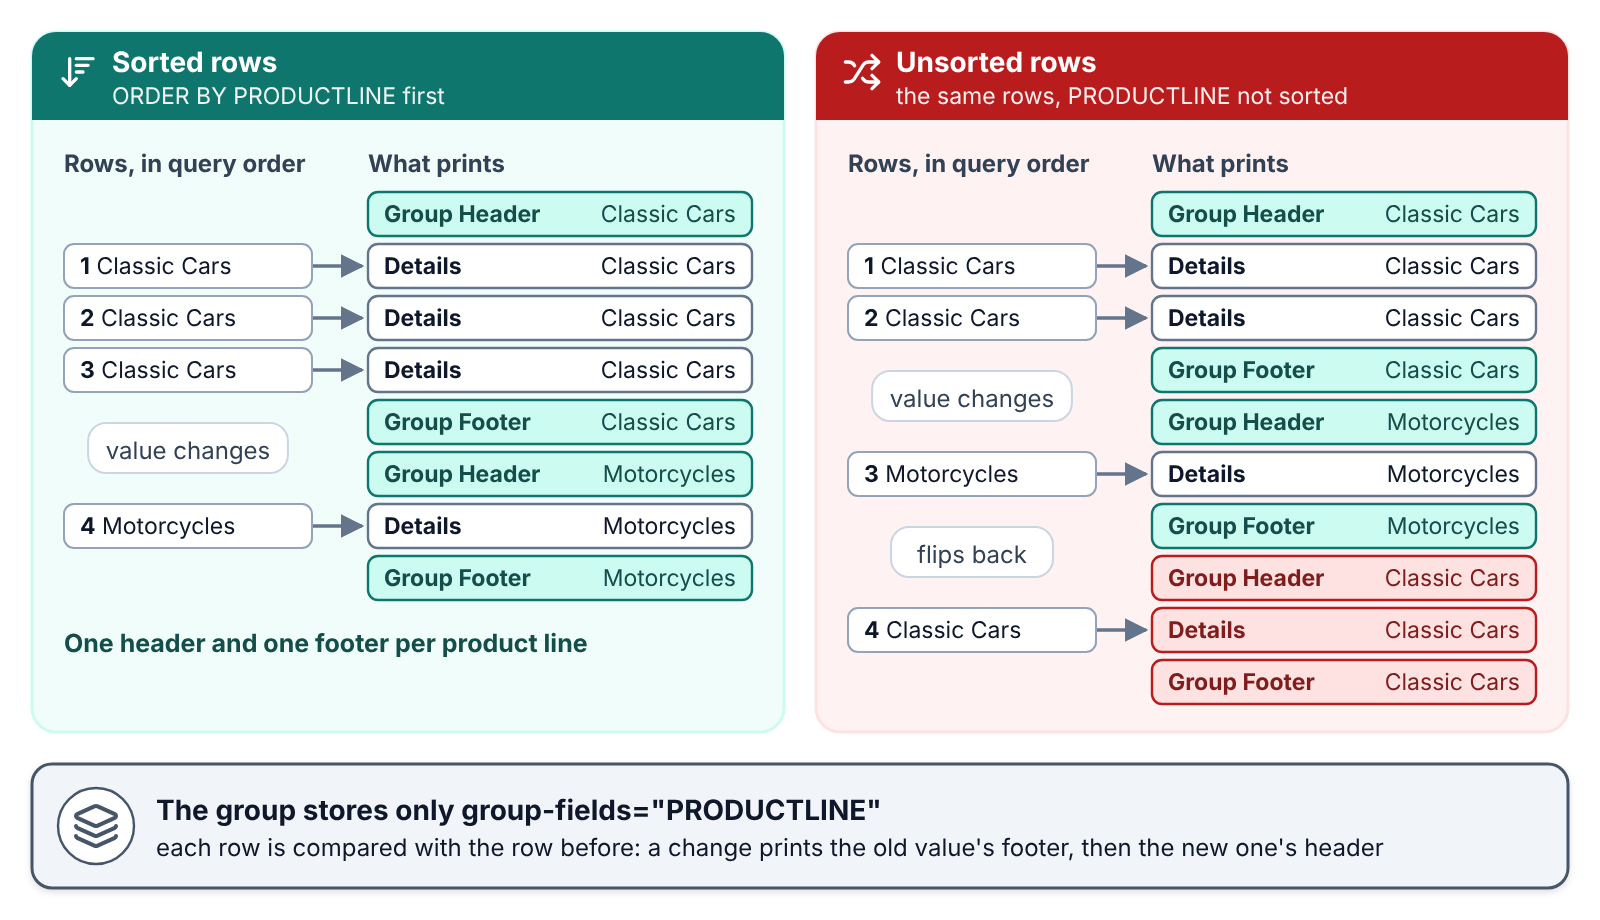 Sorted rows
ORDER BY PRODUCTLINE first
Rows, in query order
What prints
Group Header Classic Cars
1 Classic Cars
Details Classic Cars
2 Classic Cars
Details Classic Cars
3 Classic Cars
Details Classic Cars
Group Footer Classic Cars
value changes
Group Header Motorcycles
4 Motorcycles
Details Motorcycles
Group Footer Motorcycles
One header and one footer per product line
Unsorted rows
the same rows, PRODUCTLINE not sorted
Rows, in query order
What prints
Group Header Classic Cars
1 Classic Cars
Details Classic Cars
2 Classic Cars
Details Classic Cars
Group Footer Classic Cars
value changes
Group Header Motorcycles
3 Motorcycles
Details Motorcycles
Group Footer Motorcycles
flips back
Group Header Classic Cars
4 Classic Cars
Details Classic Cars
Group Footer Classic Cars
The group stores only group-fields="PRODUCTLINE"
each row is compared with the row before: a change prints the old value's footer, then the new one's header